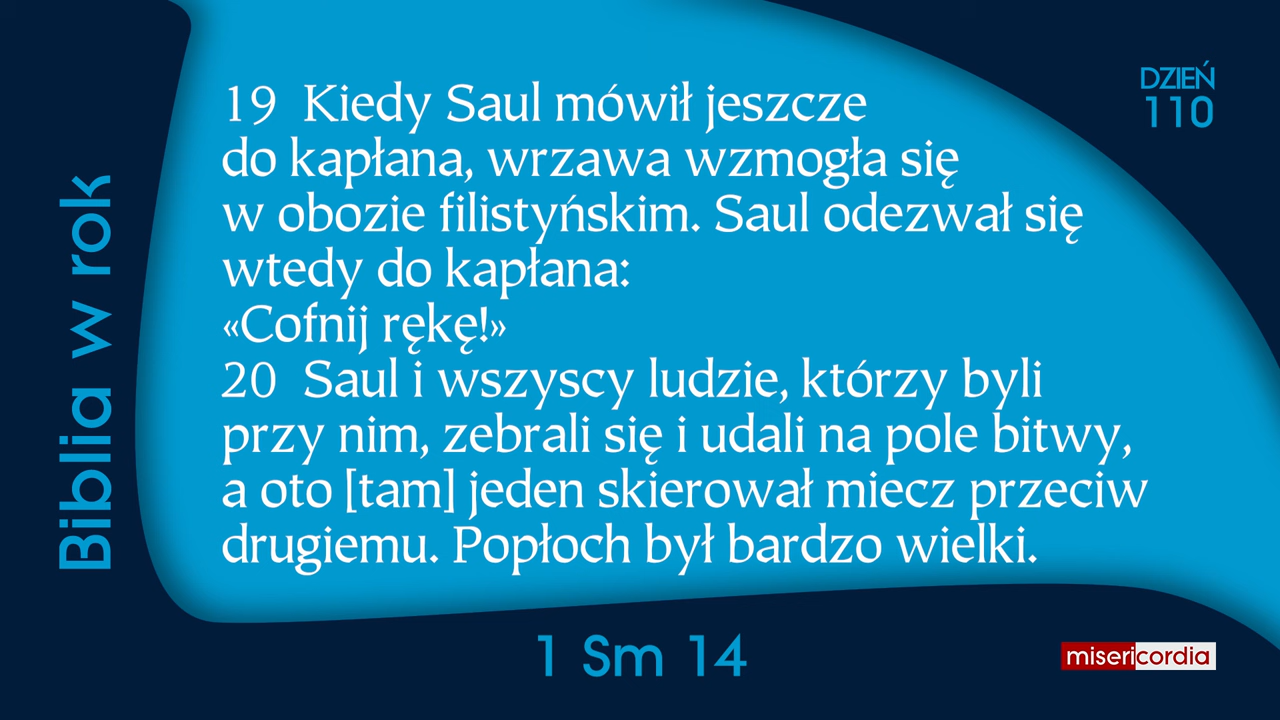 DZIEŃ
110
19 Kiedy Saul mówił jeszcze
do kapłana, wrzawa wzmogła się
w obozie filistyńskim. Saul odezwał się
wtedy do kapłana:
«Cofnij rękę!»
20 Saul i wszyscy ludzie, którzy byli
przy nim, zebrali się i udali na pole bitwy,
a oto [tam] jeden skierował miecz przeciw
drugiemu. Popłoch był bardzo wielki.
Biblia w rok
1 Sm 14
misericordia